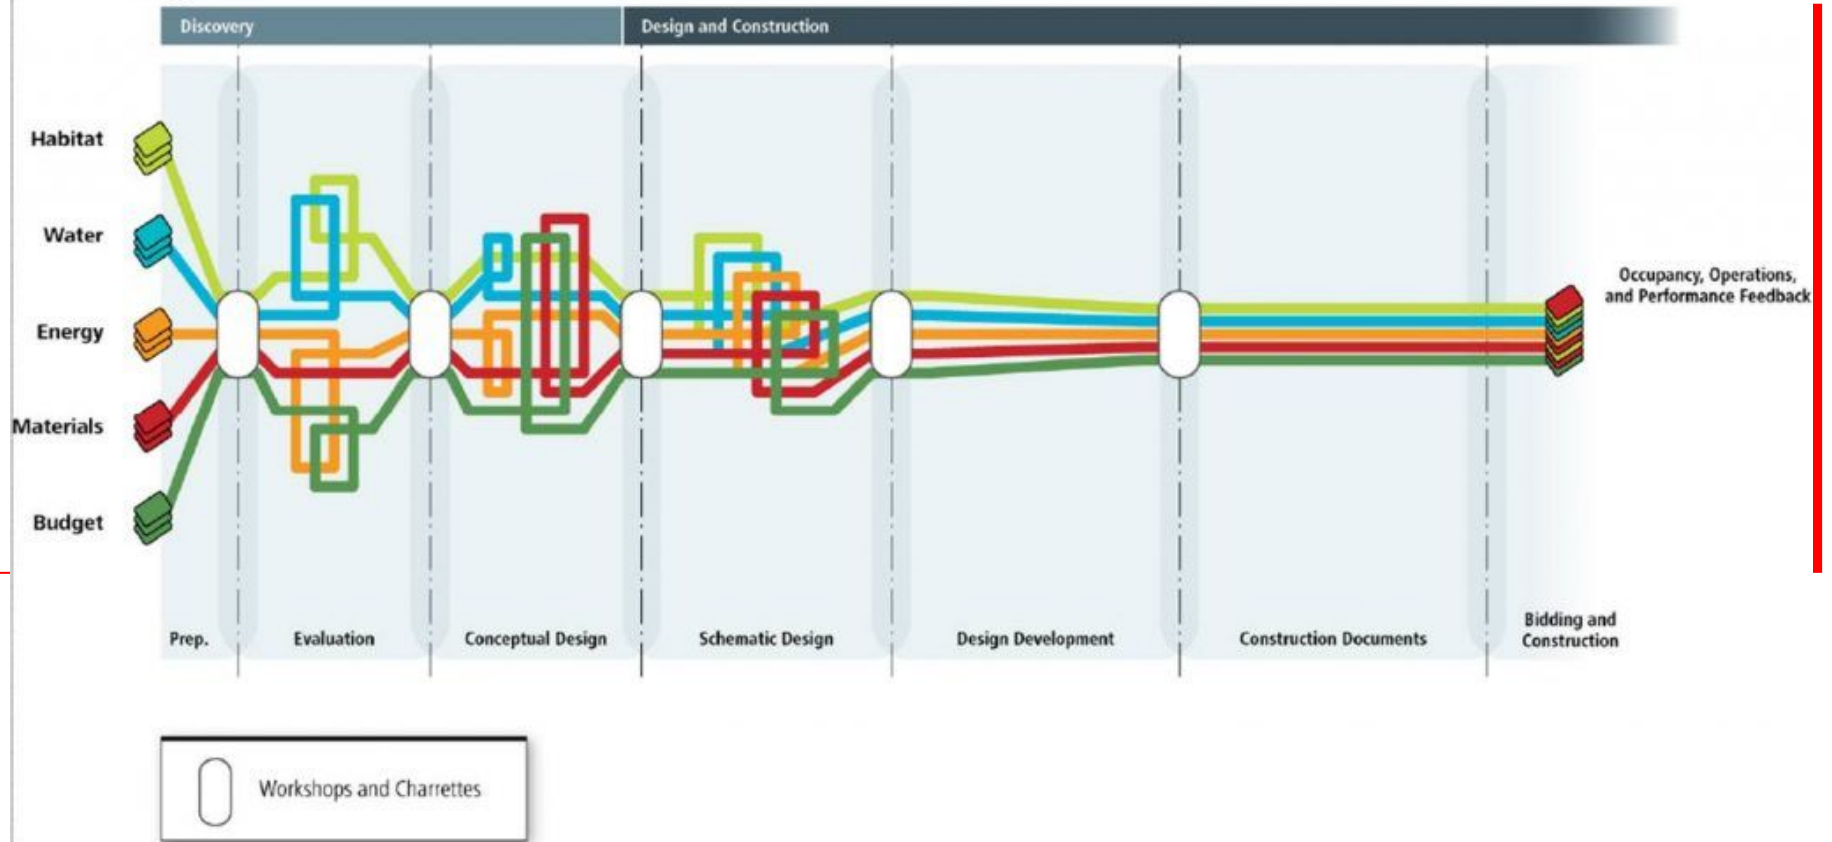 Discovery
Design and Construction
Habitat
Water
Energy
Materials
Budget
Occupancy, Operations,
and Performance Feedback
Prep.
Evaluation
Conceptual Design
Schematic Design
Design Development
Construction Documents
Bidding and
Construction
Workshops and Charrettes